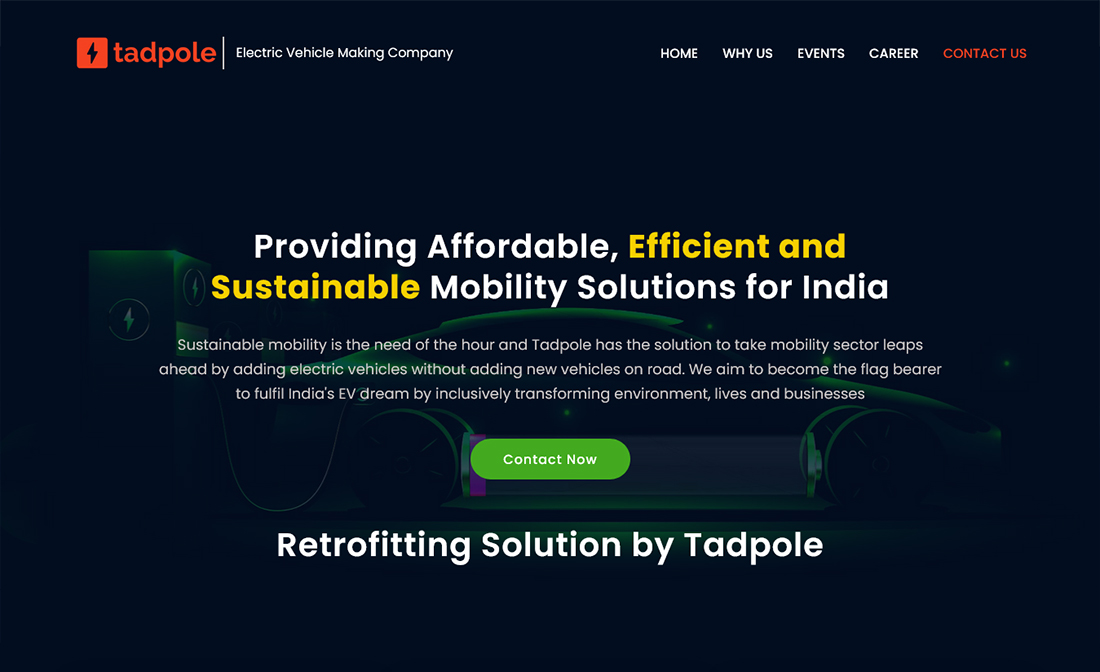 tadpole
Electric Vehicle Making Company
HOME WHY US EVENTS CAREER CONTACT US
Providing Affordable, Efficient and
Sustainable Mobility Solutions for India
Sustainable mobility is the need of the hour and Tadpole has the solution to take mobility sector leaps
ahead by adding electric vehicles without adding new vehicles on road. We aim to become the flag bearer
to fulfil India's EV dream by inclusively transforming environment, lives and businesses
Contact Now
Retrofitting Solution by Tadpole